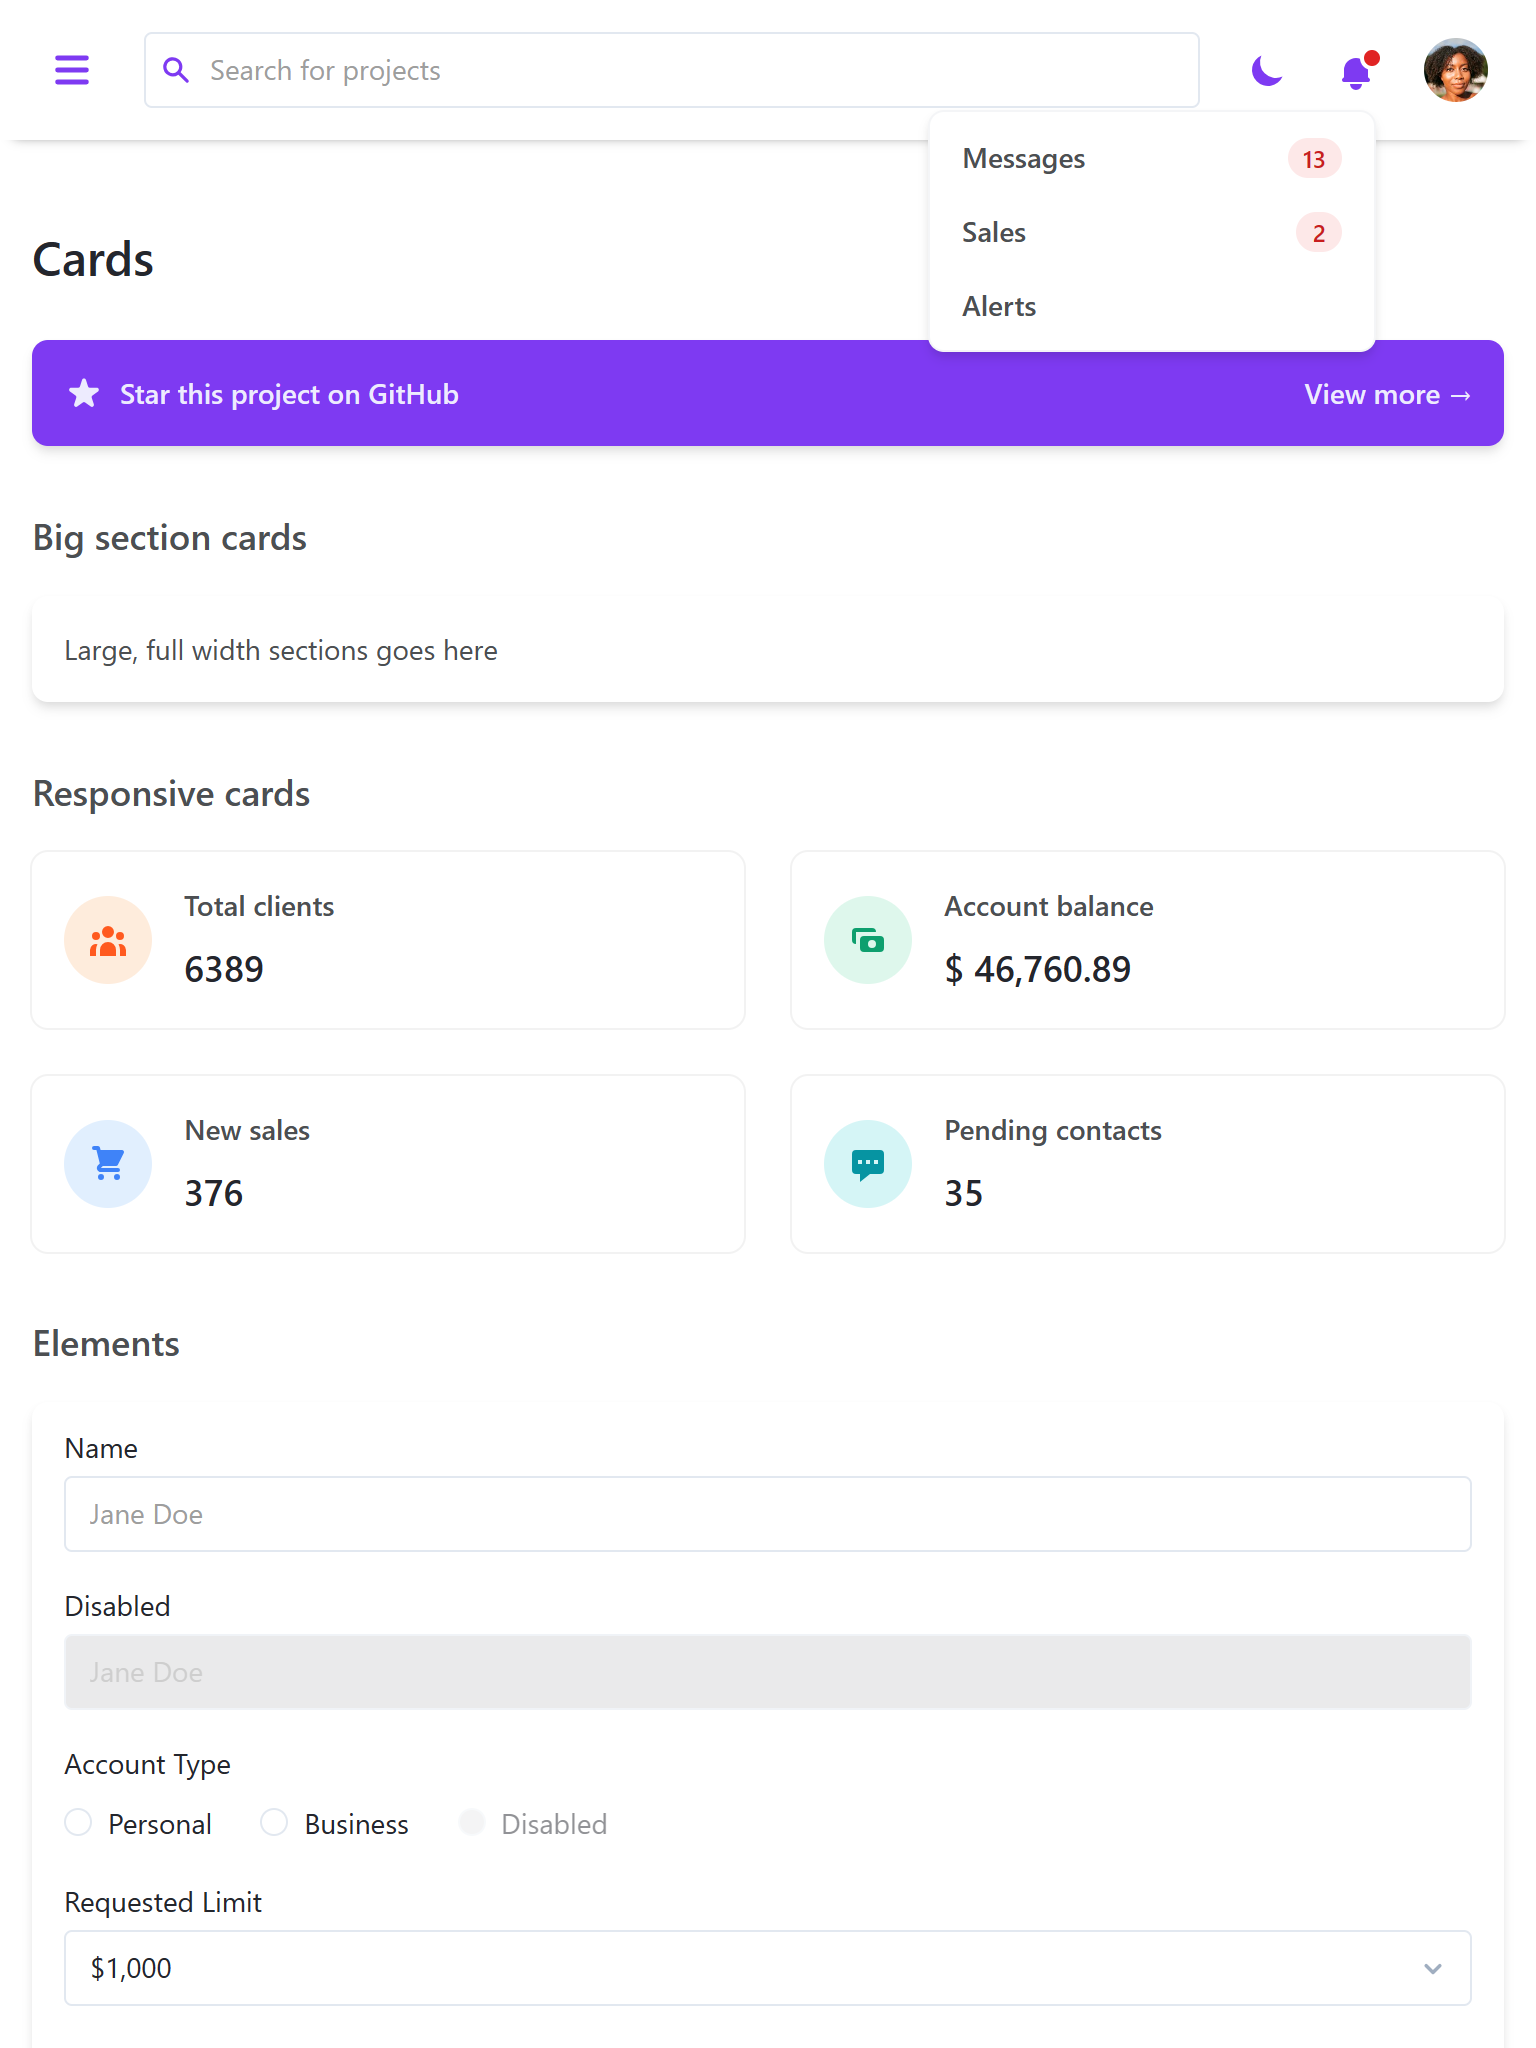 Search for projects
Messages 13
Sales 2
Alerts
Cards
Star this project on GitHub View more →
Big section cards
Large, full width sections goes here
Responsive cards
Total clients
6389
Account balance
$ 46,760.89
New sales
376
Pending contacts
35
Elements
Name
Jane Doe
Disabled
Jane Doe
Account Type
Personal Business Disabled
Requested Limit
$1,000